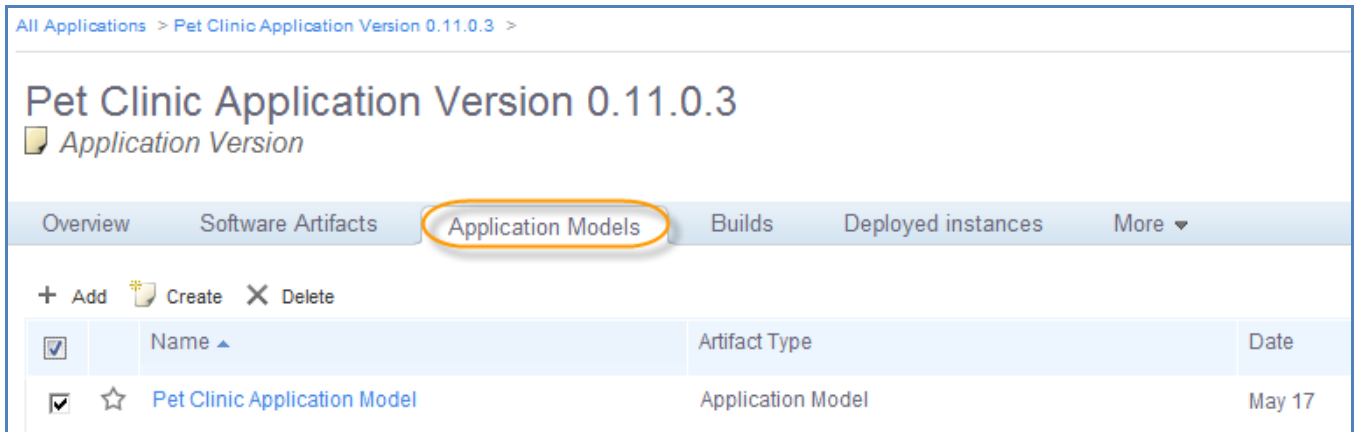 All Applications > Pet Clinic Application Version 0.11.0.3 >
Pet Clinic Application Version 0.11.0.3
Application Version
Overview Software Artifacts Application Models Builds Deployed instances More
Add Create Delete
Name Artifact Type Date
Pet Clinic Application Model Application Model May 17